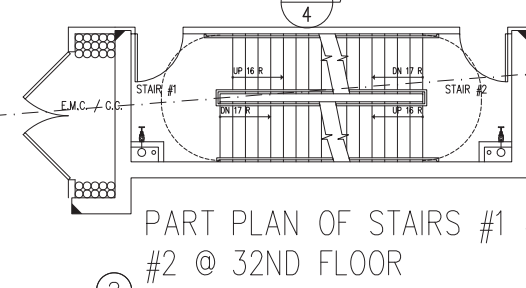 4
UP 16 R
DN 17 R
STAIR #1
STAIR #2
E.M.C. / C.C.
DN 17 R
UP 16 R
PART PLAN OF STAIRS #1
#2 @ 32ND FLOOR